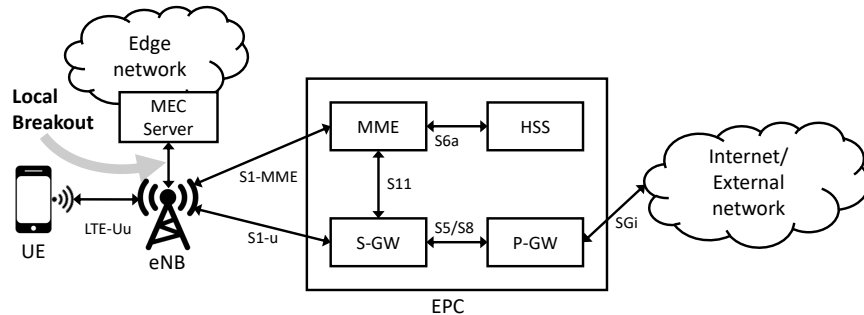 Edge
network
MEC
Server
Local
Breakout
UE
LTE-Uu
eNB
S1-MME
S1-u
MME
S6a
HSS
S11
S-GW
S5/S8
P-GW
EPC
SGi
Internet/
External
network